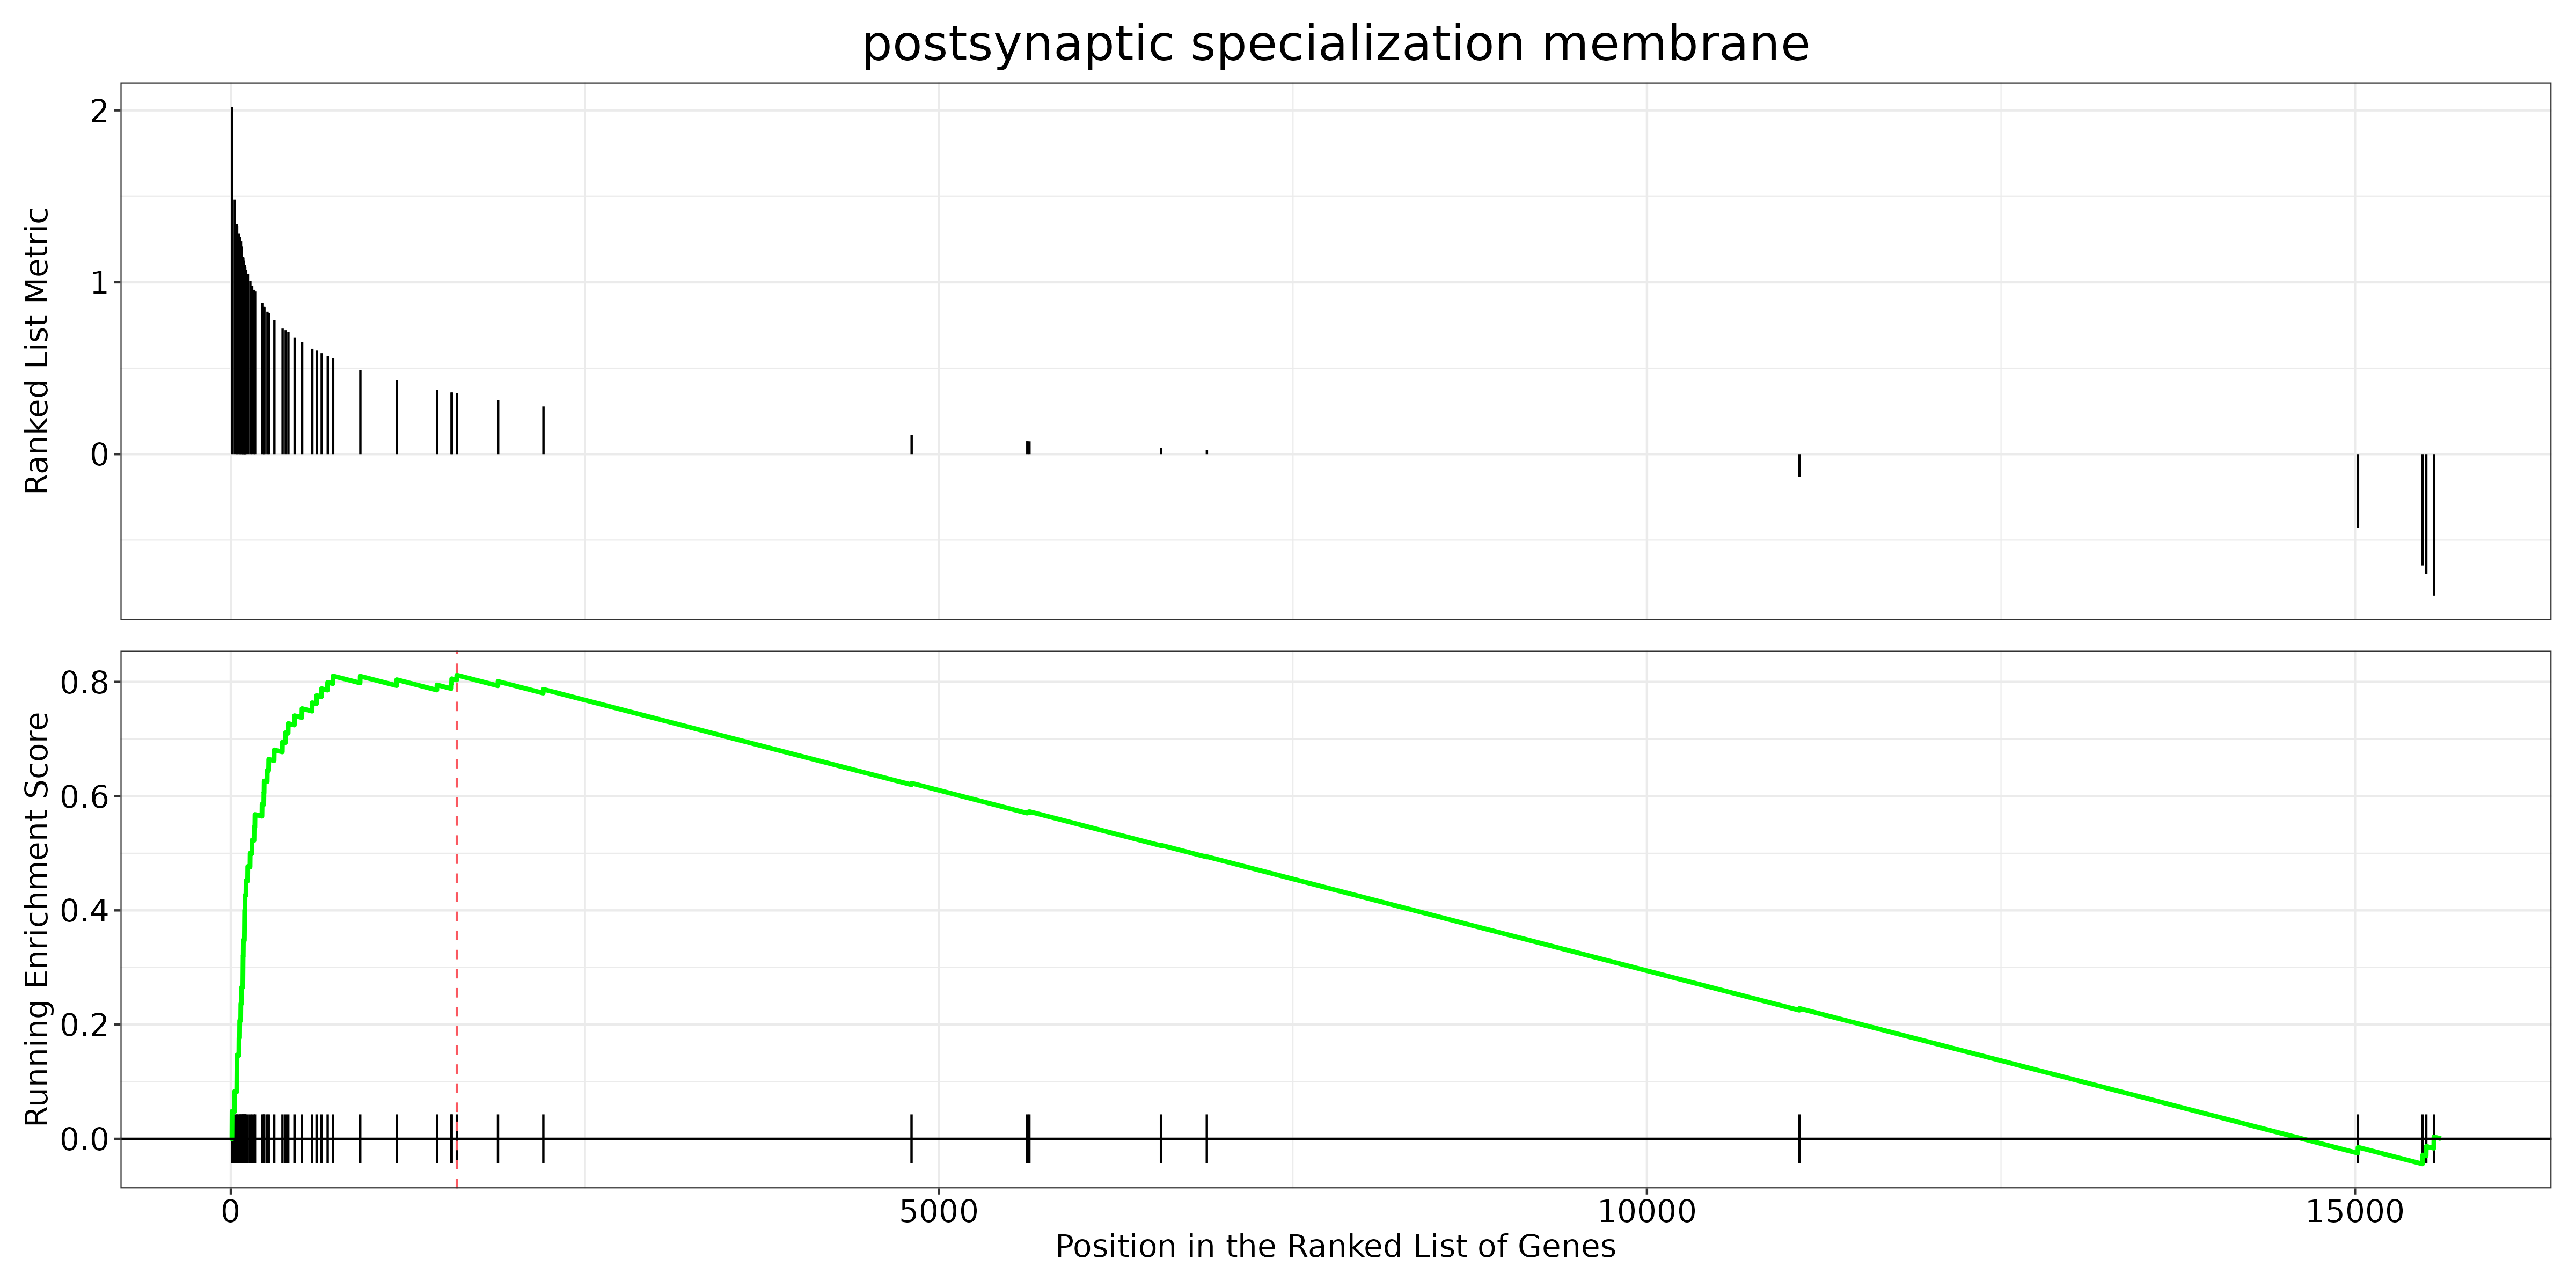 postsynaptic specialization membrane
Ranked List Metric
2
1
0
Running Enrichment Score
0.8
0.6
0.4
0.2
0.0
0 5000 10000 15000
Position in the Ranked List of Genes